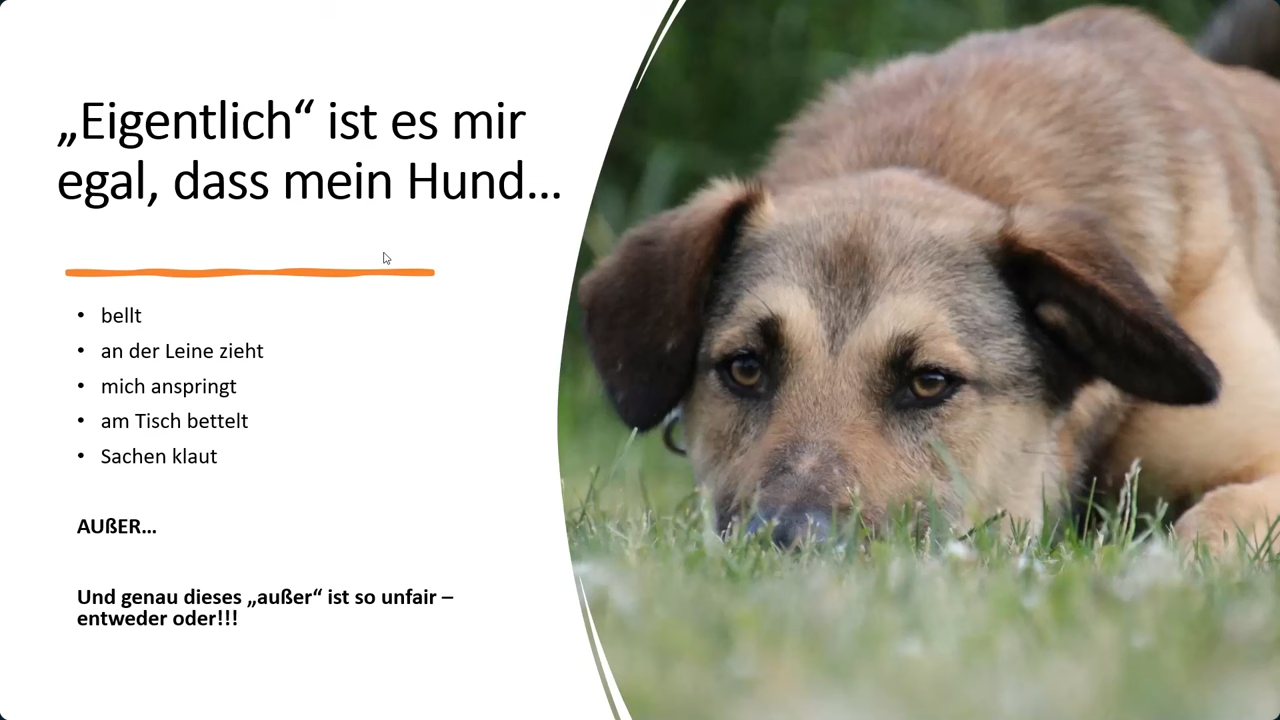 „Eigentlich“ ist es mir
egal, dass mein Hund…
• bellt
• an der Leine zieht
• mich anspringt
• am Tisch bettelt
• Sachen klaut
AUßER…
Und genau dieses „außer“ ist so unfair –
entweder oder!!!